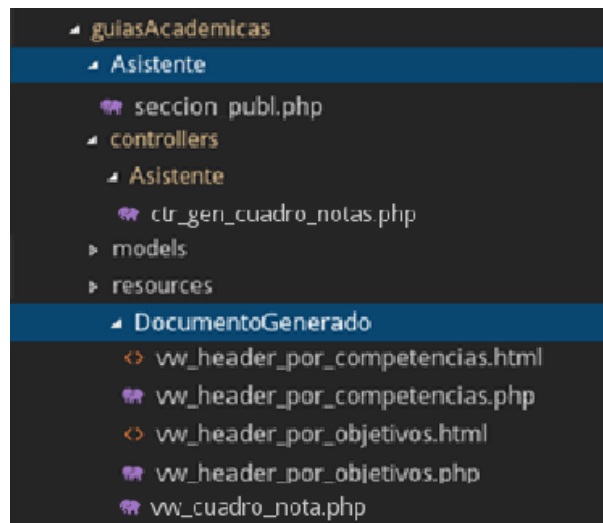 guiasAcademicas
Asistente
seccion_publ.php
controllers
Asistente
ctr_gen_cuadro_notas.php
models
resources
DocumentoGenerado
vw_header_por_competencias.html
vw_header_por_competencias.php
vw_header_por_objetivos.html
vw_header_por_objetivos.php
vw_cuadro_nota.php